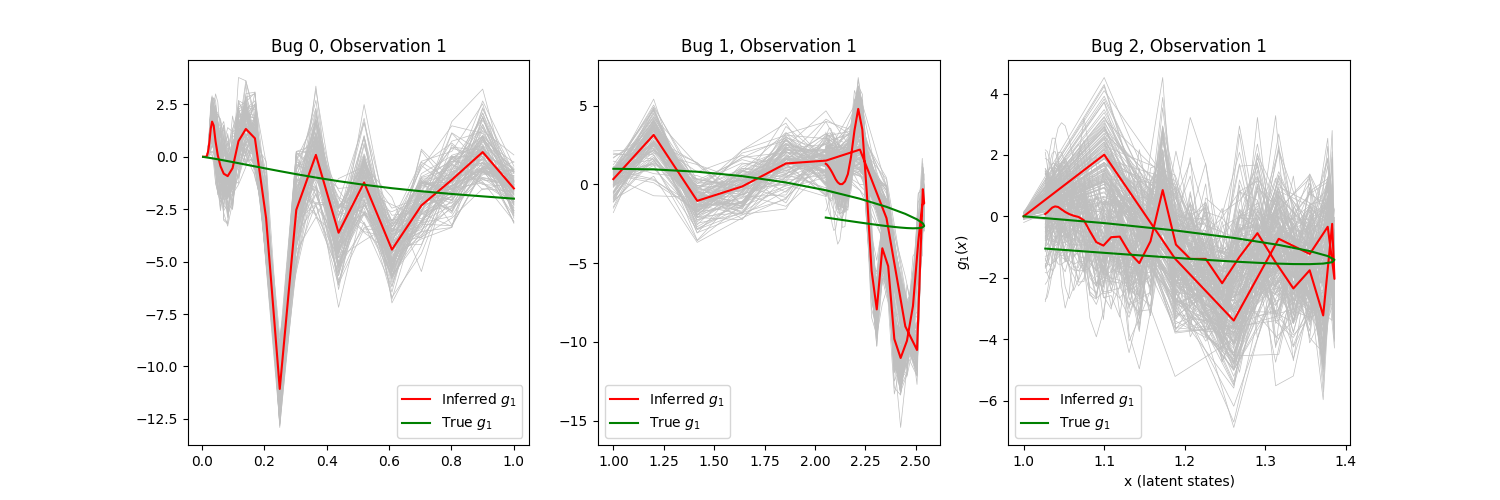 Bug 0, Observation 1
2.5
0.0
−2.5
−5.0
−7.5
−10.0
−12.5
0.0 0.2 0.4 0.6 0.8 1.0
Inferred g₁
True g₁
Bug 1, Observation 1
5
0
−5
−10
−15
1.00 1.25 1.50 1.75 2.00 2.25 2.50
Inferred g₁
True g₁
Bug 2, Observation 1
g₁(x)
4
2
0
−2
−4
−6
1.0 1.1 1.2 1.3 1.4
x (latent states)
Inferred g₁
True g₁